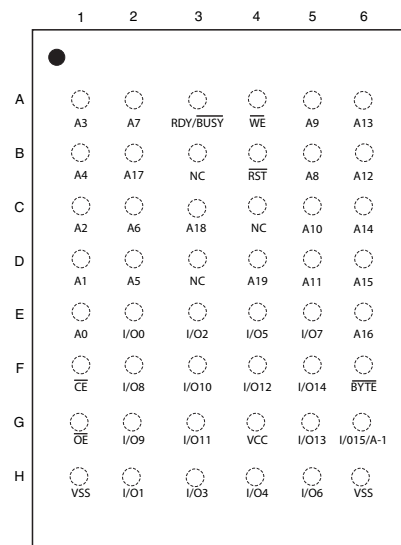 1 2 3 4 5 6
A
A3 A7 RDY/BUSY WE A9 A13
B
A4 A17 NC RST A8 A12
C
A2 A6 A18 NC A10 A14
D
A1 A5 NC A19 A11 A15
E
A0 I/O0 I/O2 I/O5 I/O7 A16
F
CE I/O8 I/O10 I/O12 I/O14 BYTE
G
OE I/O9 I/O11 VCC I/O13 I/015/A-1
H
VSS I/O1 I/O3 I/O4 I/O6 VSS